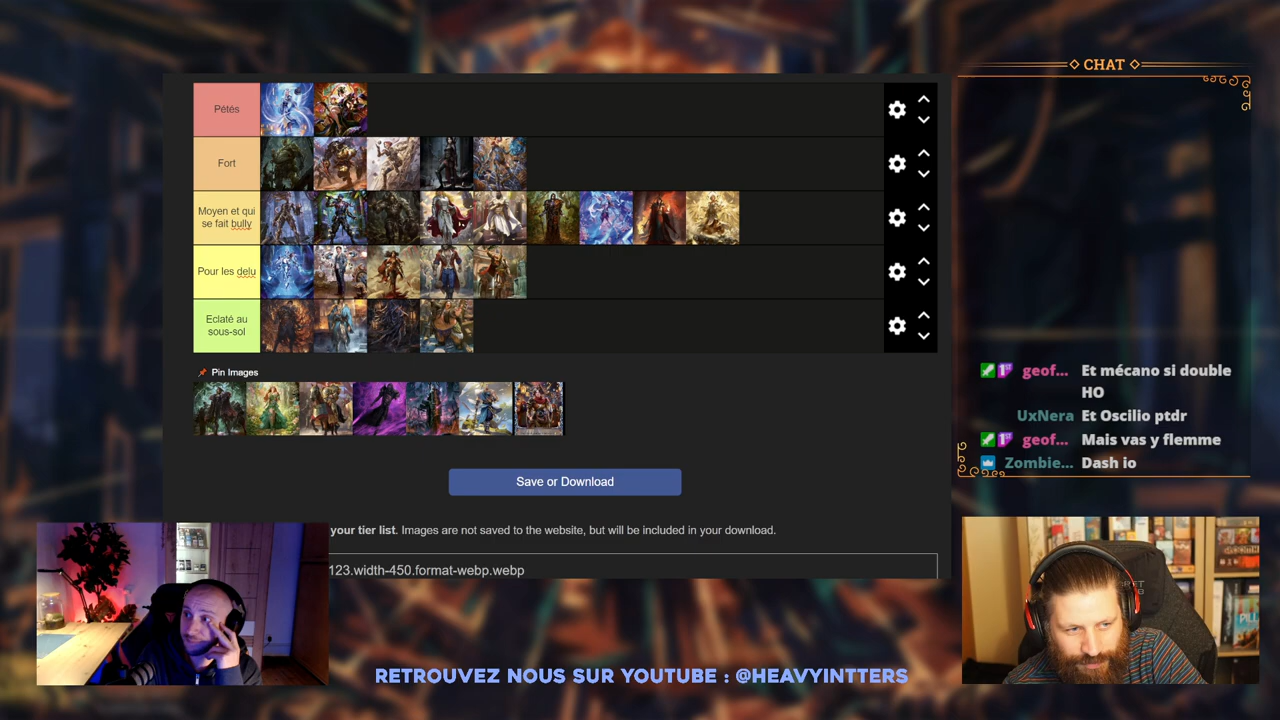 CHAT
Pétés
Fort
Moyen et qui
se fait bully
Pour les delu
Eclaté au
sous-sol
📌 Pin Images
Save or Download
your tier list. Images are not saved to the website, but will be included in your download.
123.width-450.format-webp.webp
geof... Et mécano si double
HO
UxNera Et Oscilio ptdr
geof... Mais vas y flemme
Zombie... Dash io
RETROUVEZ NOUS SUR YOUTUBE : @HEAVYINTTERS